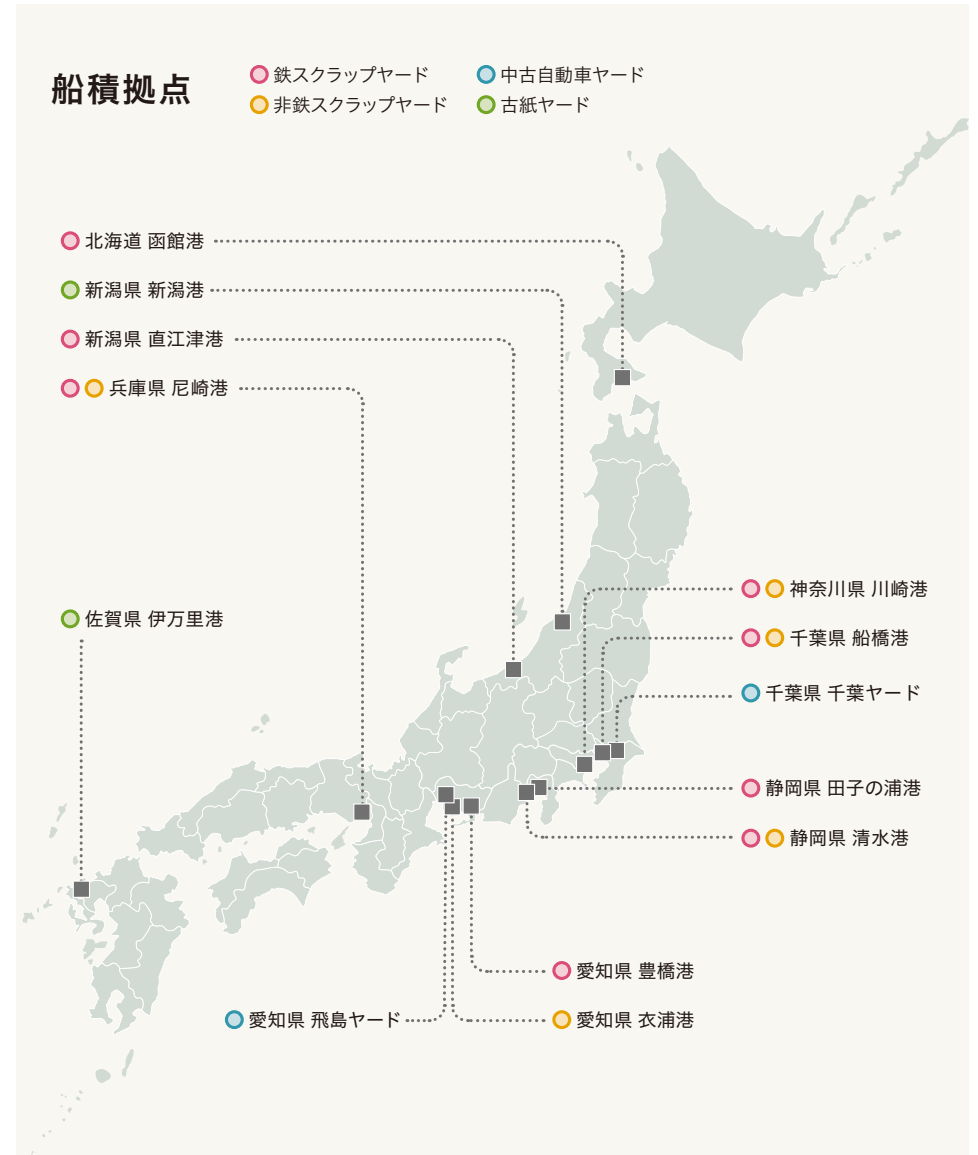 船積拠点
鉄スクラップヤード
中古自動車ヤード
非鉄スクラップヤード
古紙ヤード
北海道 函館港
新潟県 新潟港
新潟県 直江津港
兵庫県 尼崎港
佐賀県 伊万里港
神奈川県 川崎港
千葉県 船橋港
千葉県 千葉ヤード
静岡県 田子の浦港
静岡県 清水港
愛知県 豊橋港
愛知県 飛島ヤード
愛知県 衣浦港